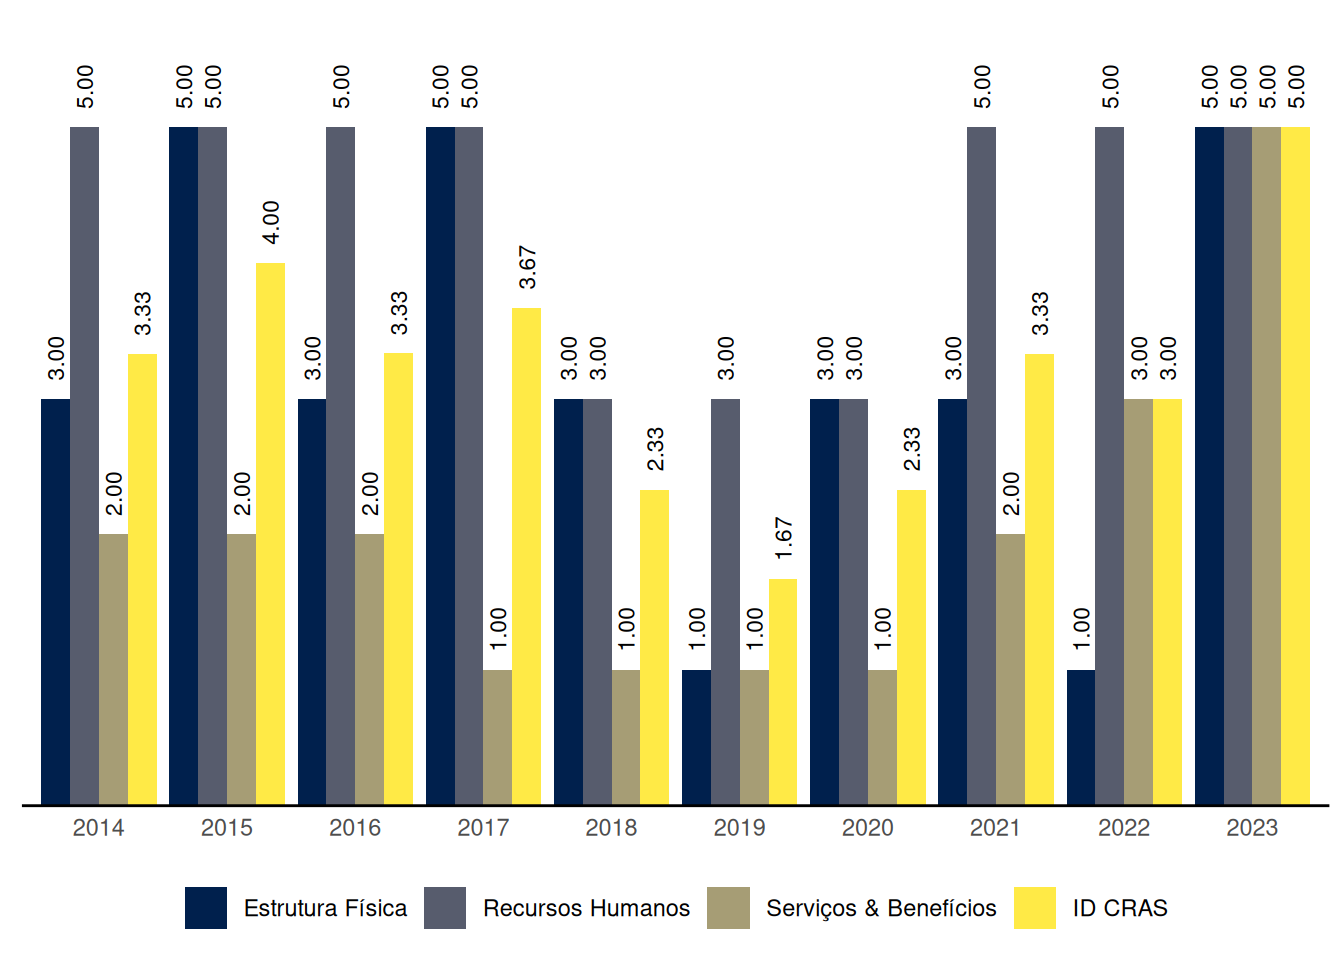 3.00 5.00 2.00 3.33
5.00 5.00 2.00 4.00
3.00 5.00 2.00 3.33
5.00 5.00 1.00 3.67
3.00 3.00 1.00 2.33
1.00 3.00 1.00 1.67
3.00 3.00 1.00 2.33
3.00 5.00 2.00 3.33
1.00 5.00 3.00 3.00
5.00 5.00 5.00 5.00
2014 2015 2016 2017 2018 2019 2020 2021 2022 2023
Estrutura Física Recursos Humanos Serviços & Benefícios ID CRAS